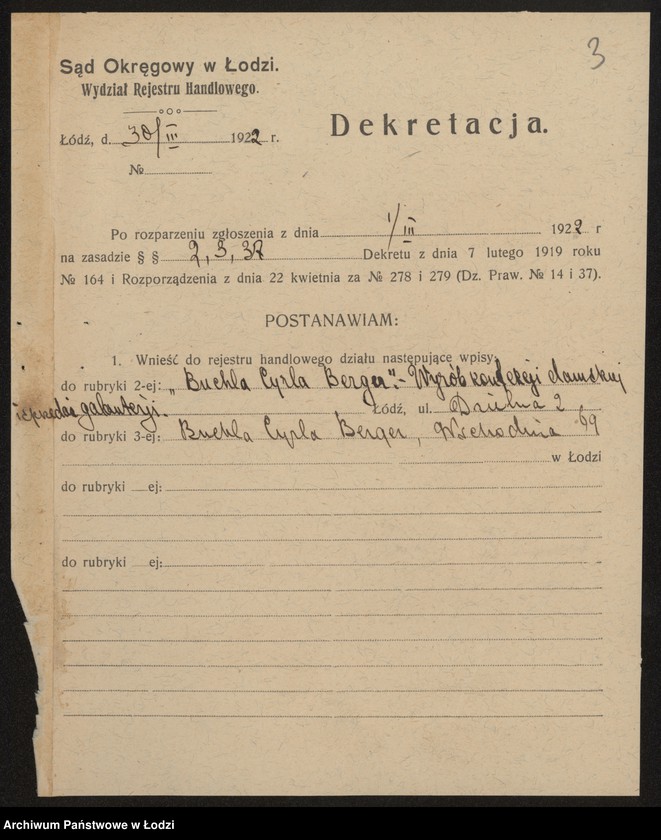 3
Sąd Okręgowy w Łodzi.
Wydział Rejestru Handlowego.
Dekretacja.
Łódź, d. 30/III 1922 r.
№
Po rozparzeniu zgłoszenia z dnia 1/III 1922 r
na zasadzie § § 2, 3, 37 Dekretu z dnia 7 lutego 1919 roku
№ 164 i Rozporządzenia z dnia 22 kwietnia za № 278 i 279 (Dz. Praw. № 14 i 37).
POSTANAWIAM:
1. Wnieść do rejestru handlowego działu następujące wpisy
do rubryki 2-ej: „Buchla Cyrla Berger".- Wyrób konfekcji damskiej
i sprzedaż galanterji. Łódź, ul. Dzielna 2
do rubryki 3-ej: Buchla Cyrla Berger, Wschodnia 69
w Łodzi
do rubryki ej:
do rubryki ej:
Archiwum Państwowe w Łodzi